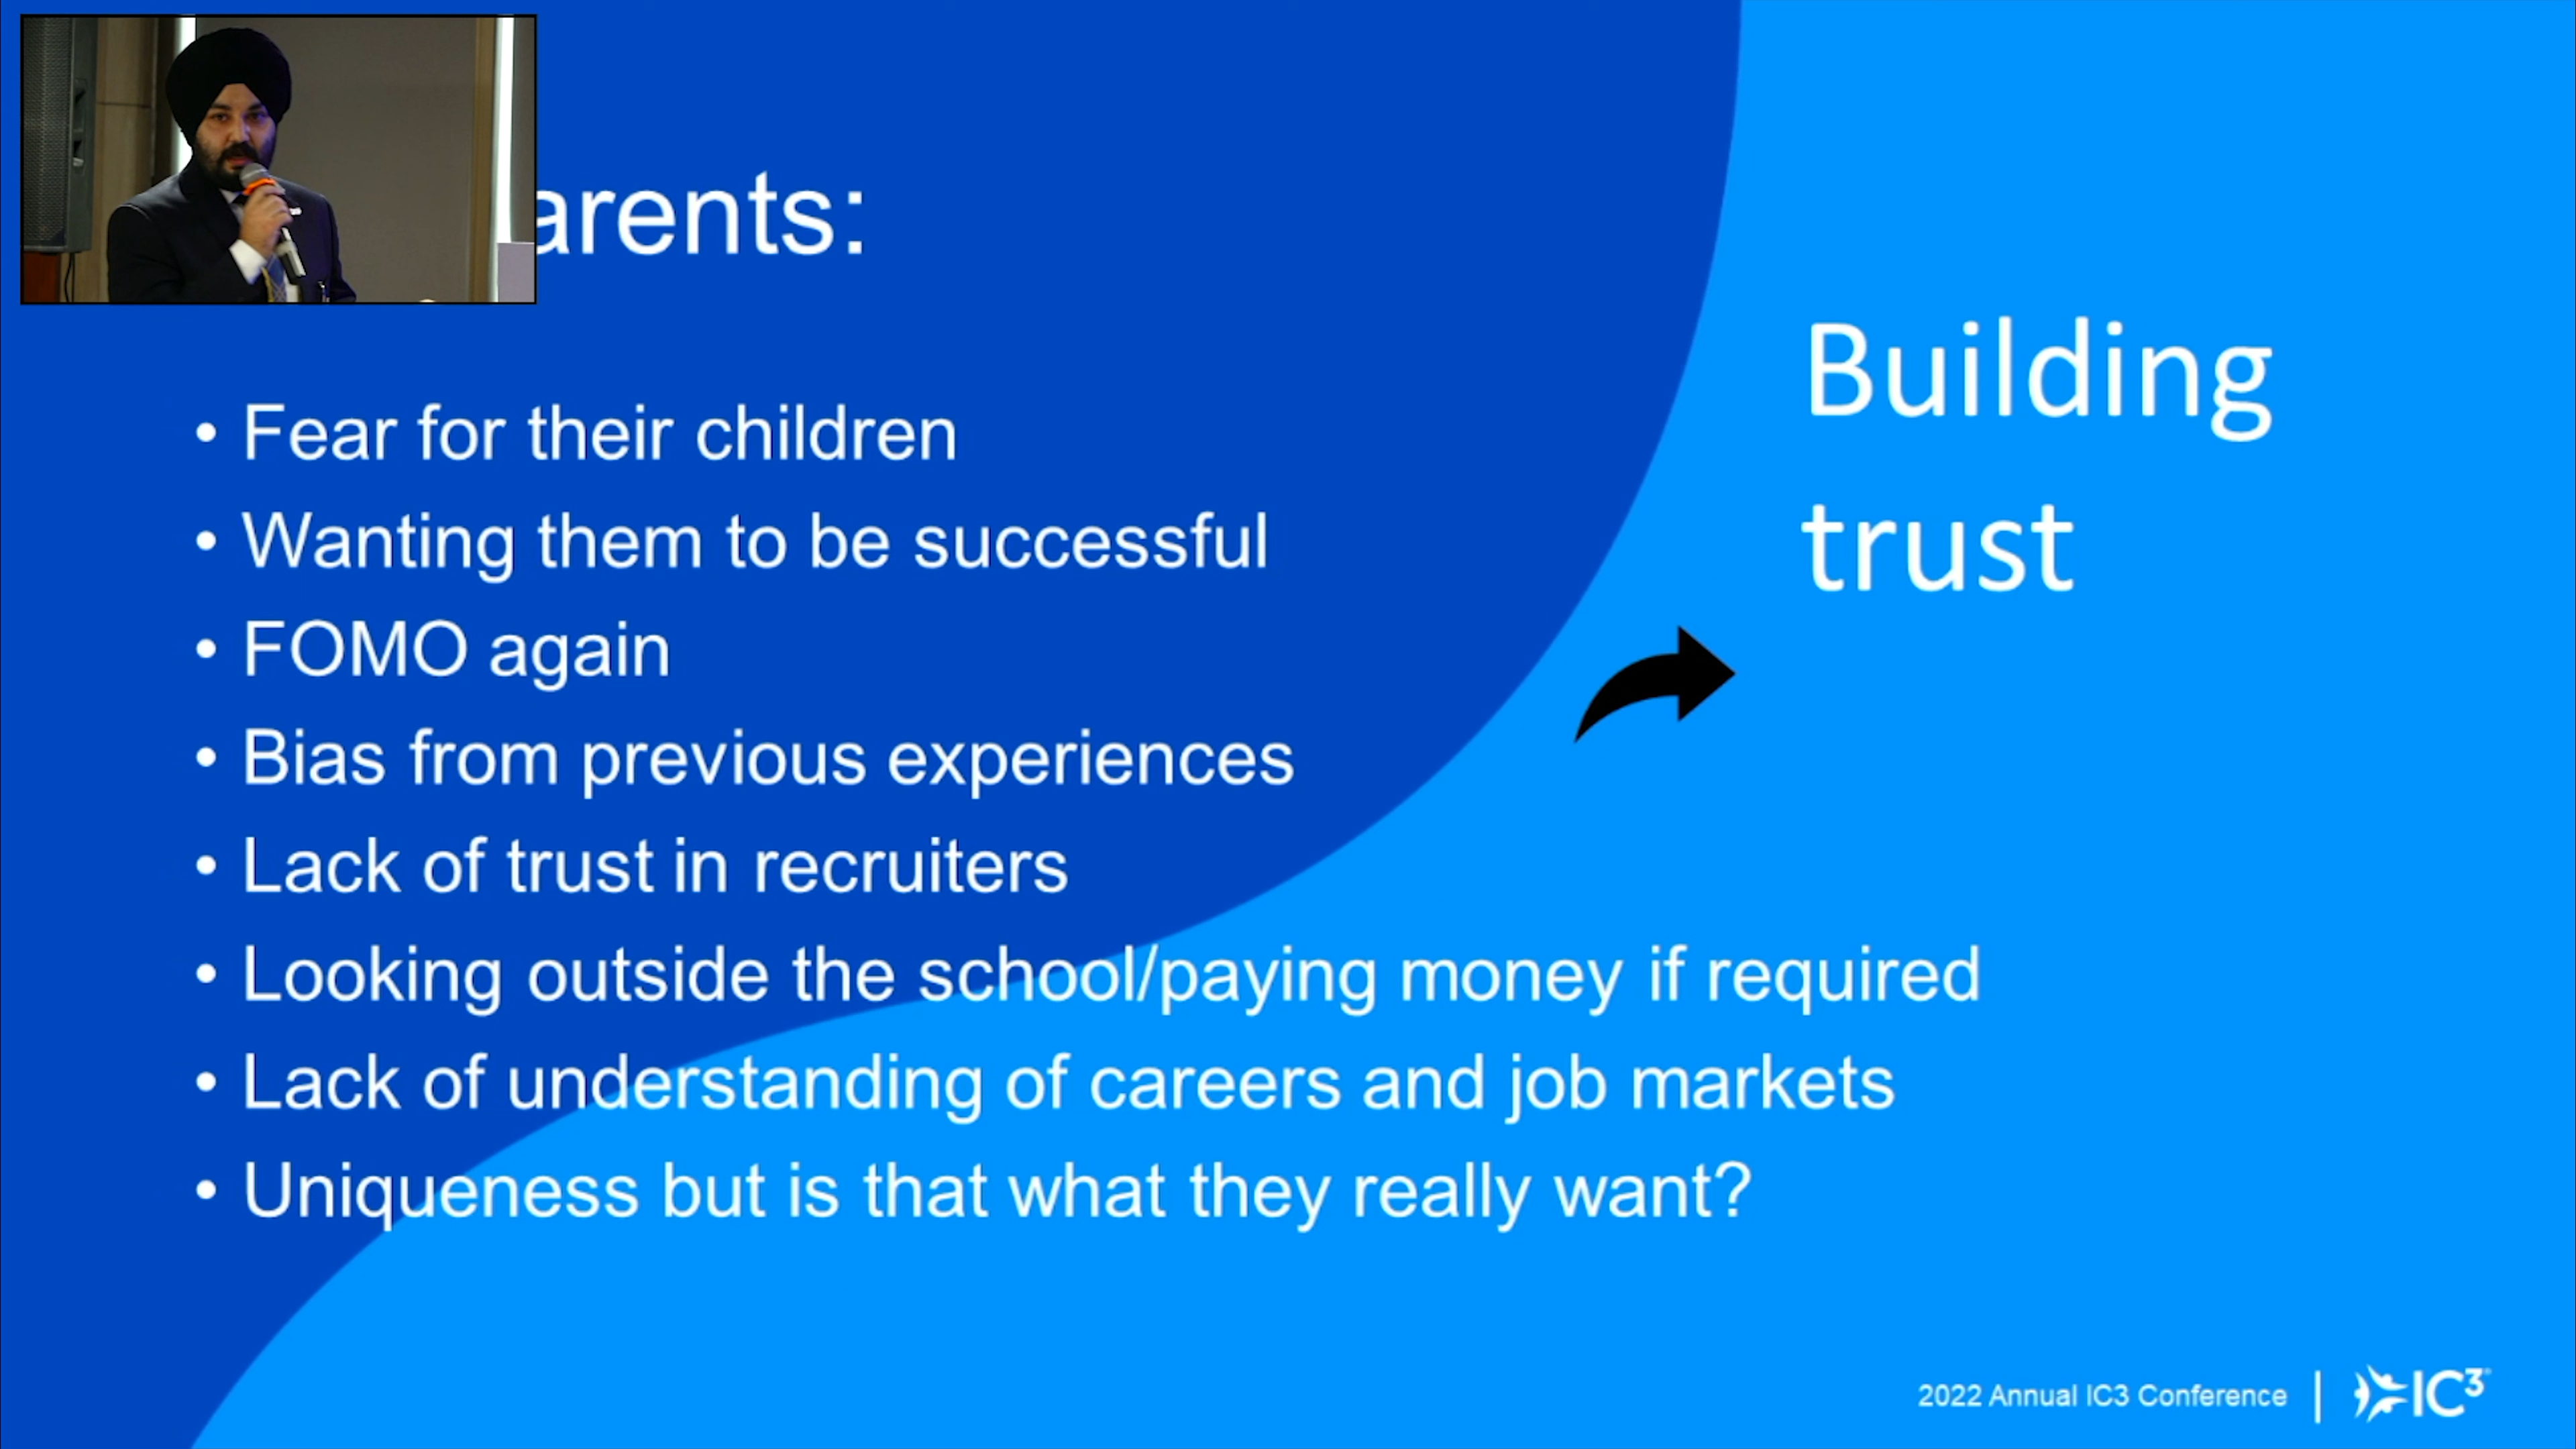 arents:
• Fear for their children
• Wanting them to be successful
• FOMO again
• Bias from previous experiences
• Lack of trust in recruiters
• Looking outside the school/paying money if required
• Lack of understanding of careers and job markets
• Uniqueness but is that what they really want?
Building
trust
2022 Annual IC3 Conference
IC³